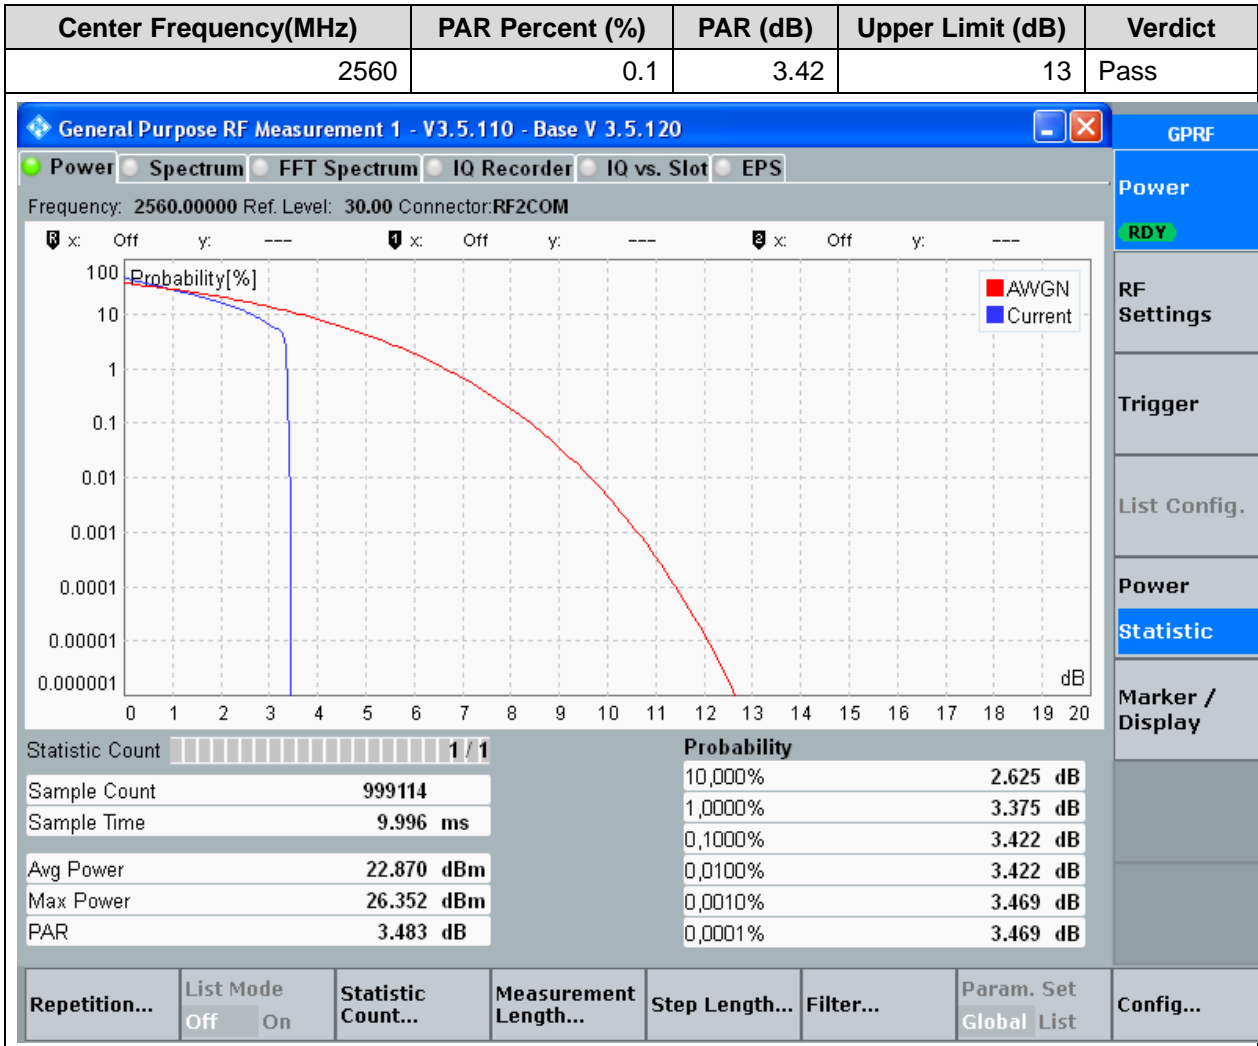 Center Frequency(MHz) PAR Percent (%) PAR (dB) Upper Limit (dB) Verdict
2560 0.1 3.42 13 Pass
General Purpose RF Measurement 1 - V3.5.110 - Base V 3.5.120
GPRF
Power Spectrum FFT Spectrum IQ Recorder IQ vs. Slot EPS
Frequency: 2560.00000 Ref. Level: 30.00 Connector:RF2COM
R x: Off y: --- 1 x: Off y: --- 2 x: Off y: ---
Probability[%]
AWGN
Current
100
10
1
0.1
0.01
0.001
0.0001
0.00001
0.000001
dB
0 1 2 3 4 5 6 7 8 9 10 11 12 13 14 15 16 17 18 19 20
Statistic Count 1 / 1
Sample Count 999114
Sample Time 9.996 ms
Avg Power 22.870 dBm
Max Power 26.352 dBm
PAR 3.483 dB
Probability
10,000% 2.625 dB
1,0000% 3.375 dB
0,1000% 3.422 dB
0,0100% 3.422 dB
0,0010% 3.469 dB
0,0001% 3.469 dB
Power
RDY
RF
Settings
Trigger
List Config.
Power
Statistic
Marker /
Display
Repetition...
List Mode
Off On
Statistic
Count...
Measurement
Length...
Step Length...
Filter...
Param. Set
Global List
Config...